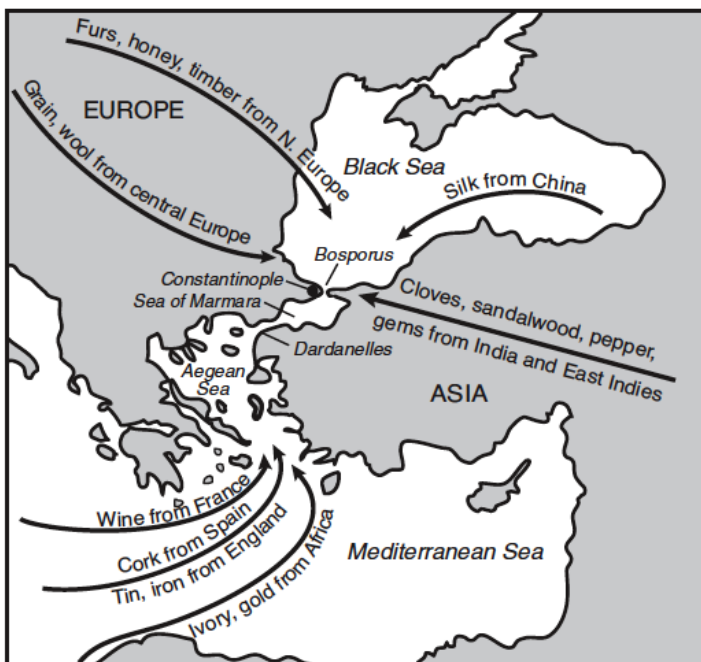 Furs, honey, timber from N. Europe
EUROPE
Grain, wool from central Europe
Black Sea
Silk from China
Bosporus
Constantinople
Sea of Marmara
Cloves, sandalwood, pepper,
gems from India and East Indies
Dardanelles
Aegean
Sea
ASIA
Wine from France
Cork from Spain
Tin, iron from England
Ivory, gold from Africa
Mediterranean Sea